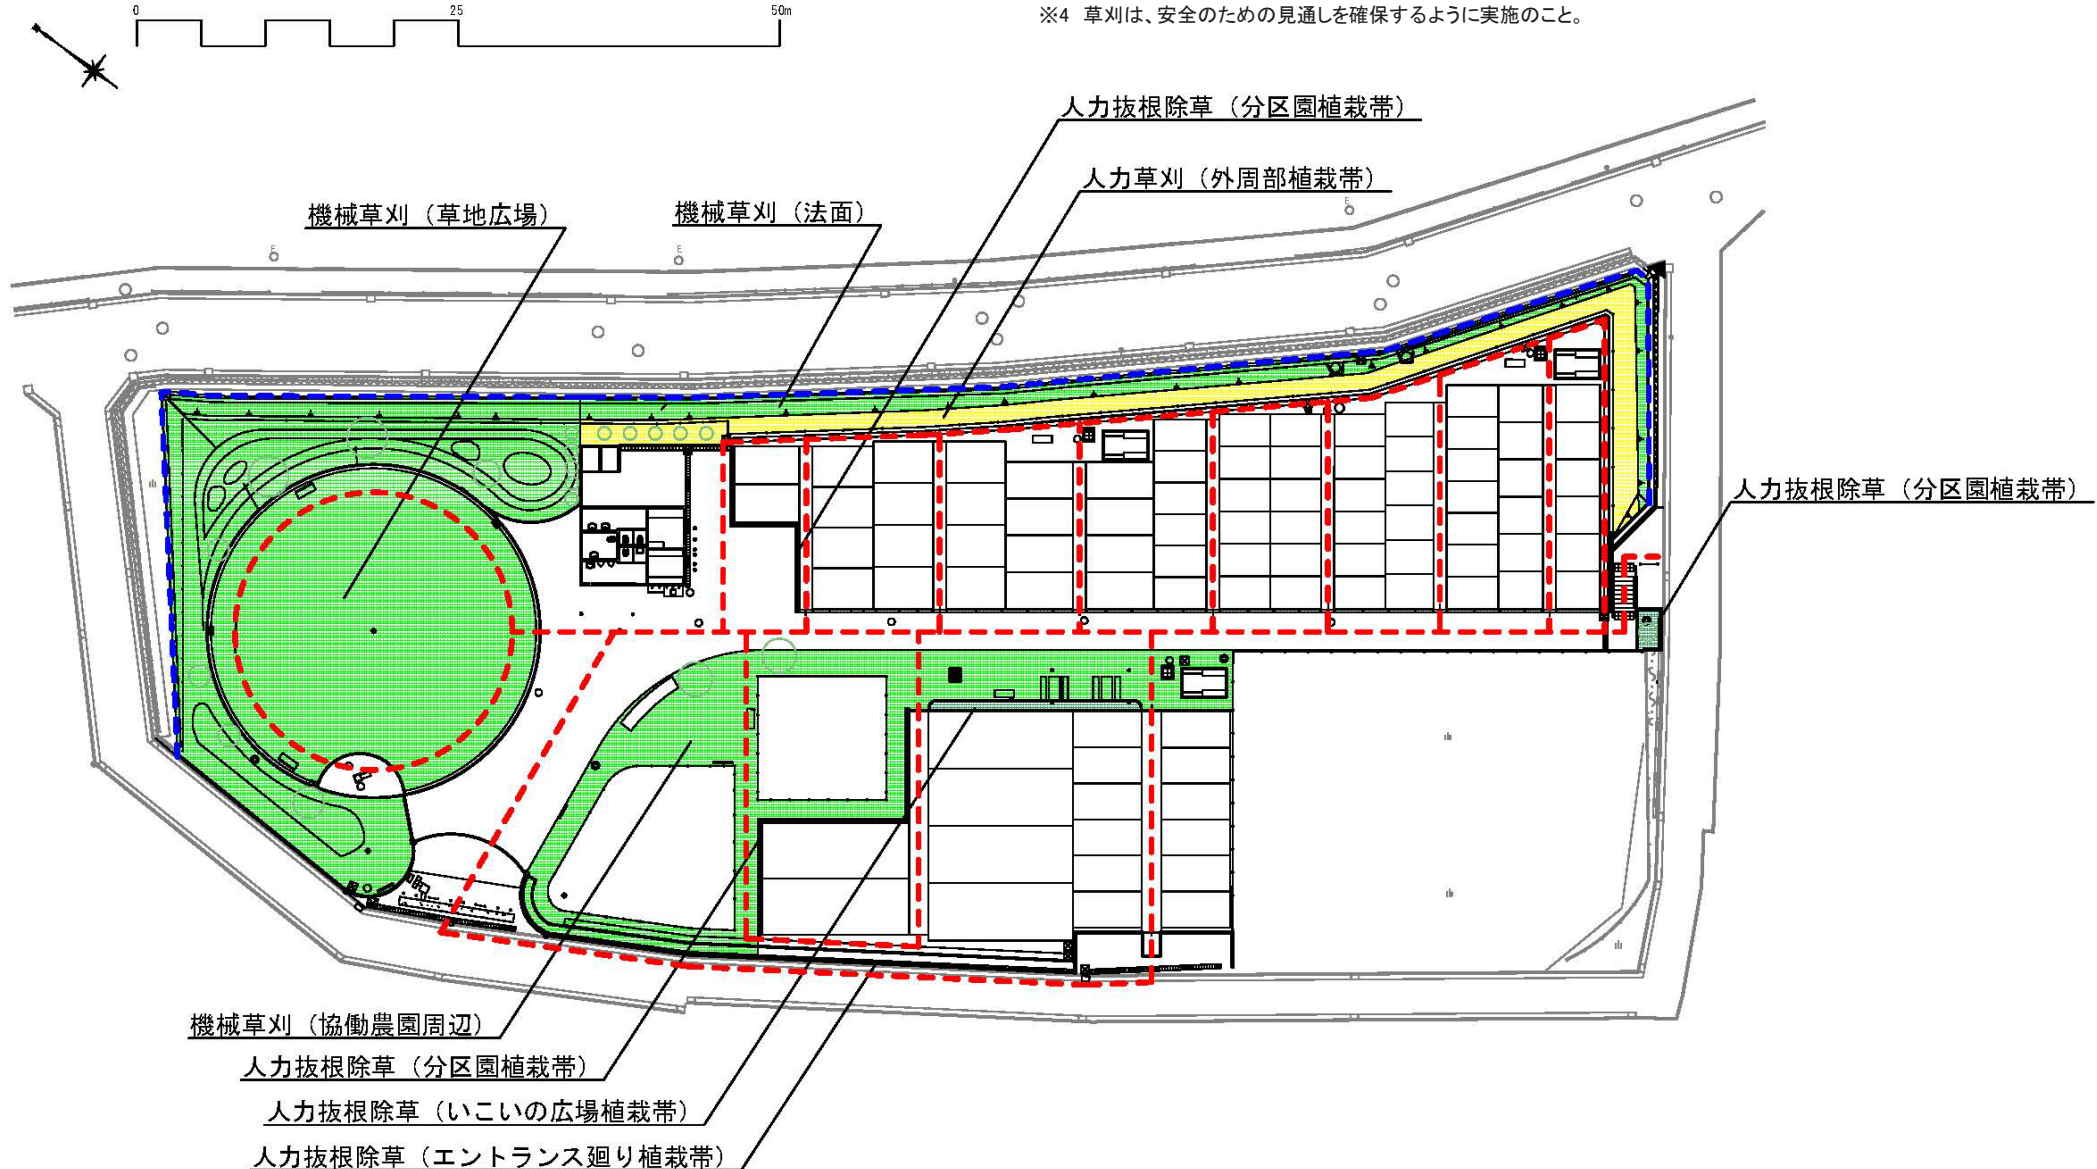 0 25 50m
※4 草刈は、安全のための見通しを確保するように実施のこと。
人力抜根除草（分区園植栽帯）
人力草刈（外周部植栽帯）
機械草刈（草地広場）
機械草刈（法面）
E
E
E
人力抜根除草（分区園植栽帯）
機械草刈（協働農園周辺）
人力抜根除草（分区園植栽帯）
人力抜根除草（いこいの広場植栽帯）
人力抜根除草（エントランス廻り植栽帯）